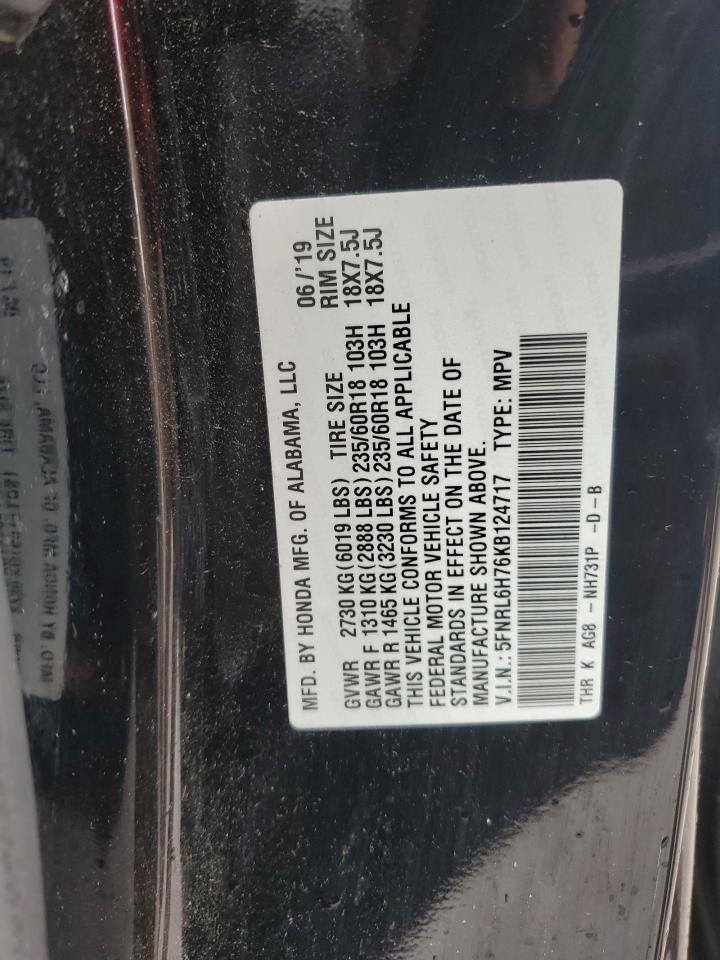 MFD. BY HONDA MFG. OF ALABAMA, LLC 06/'19
GVWR 2730 KG (6019 LBS) TIRE SIZE RIM SIZE
GAWR F 1310 KG (2888 LBS) 235/60R18 103H 18X7.5J
GAWR R 1465 KG (3230 LBS) 235/60R18 103H 18X7.5J
THIS VEHICLE CONFORMS TO ALL APPLICABLE
FEDERAL MOTOR VEHICLE SAFETY
STANDARDS IN EFFECT ON THE DATE OF
MANUFACTURE SHOWN ABOVE.
V.I.N.: 5FNRL6H76KB124717 TYPE: MPV
THR K AG8 - NH731P -D-B